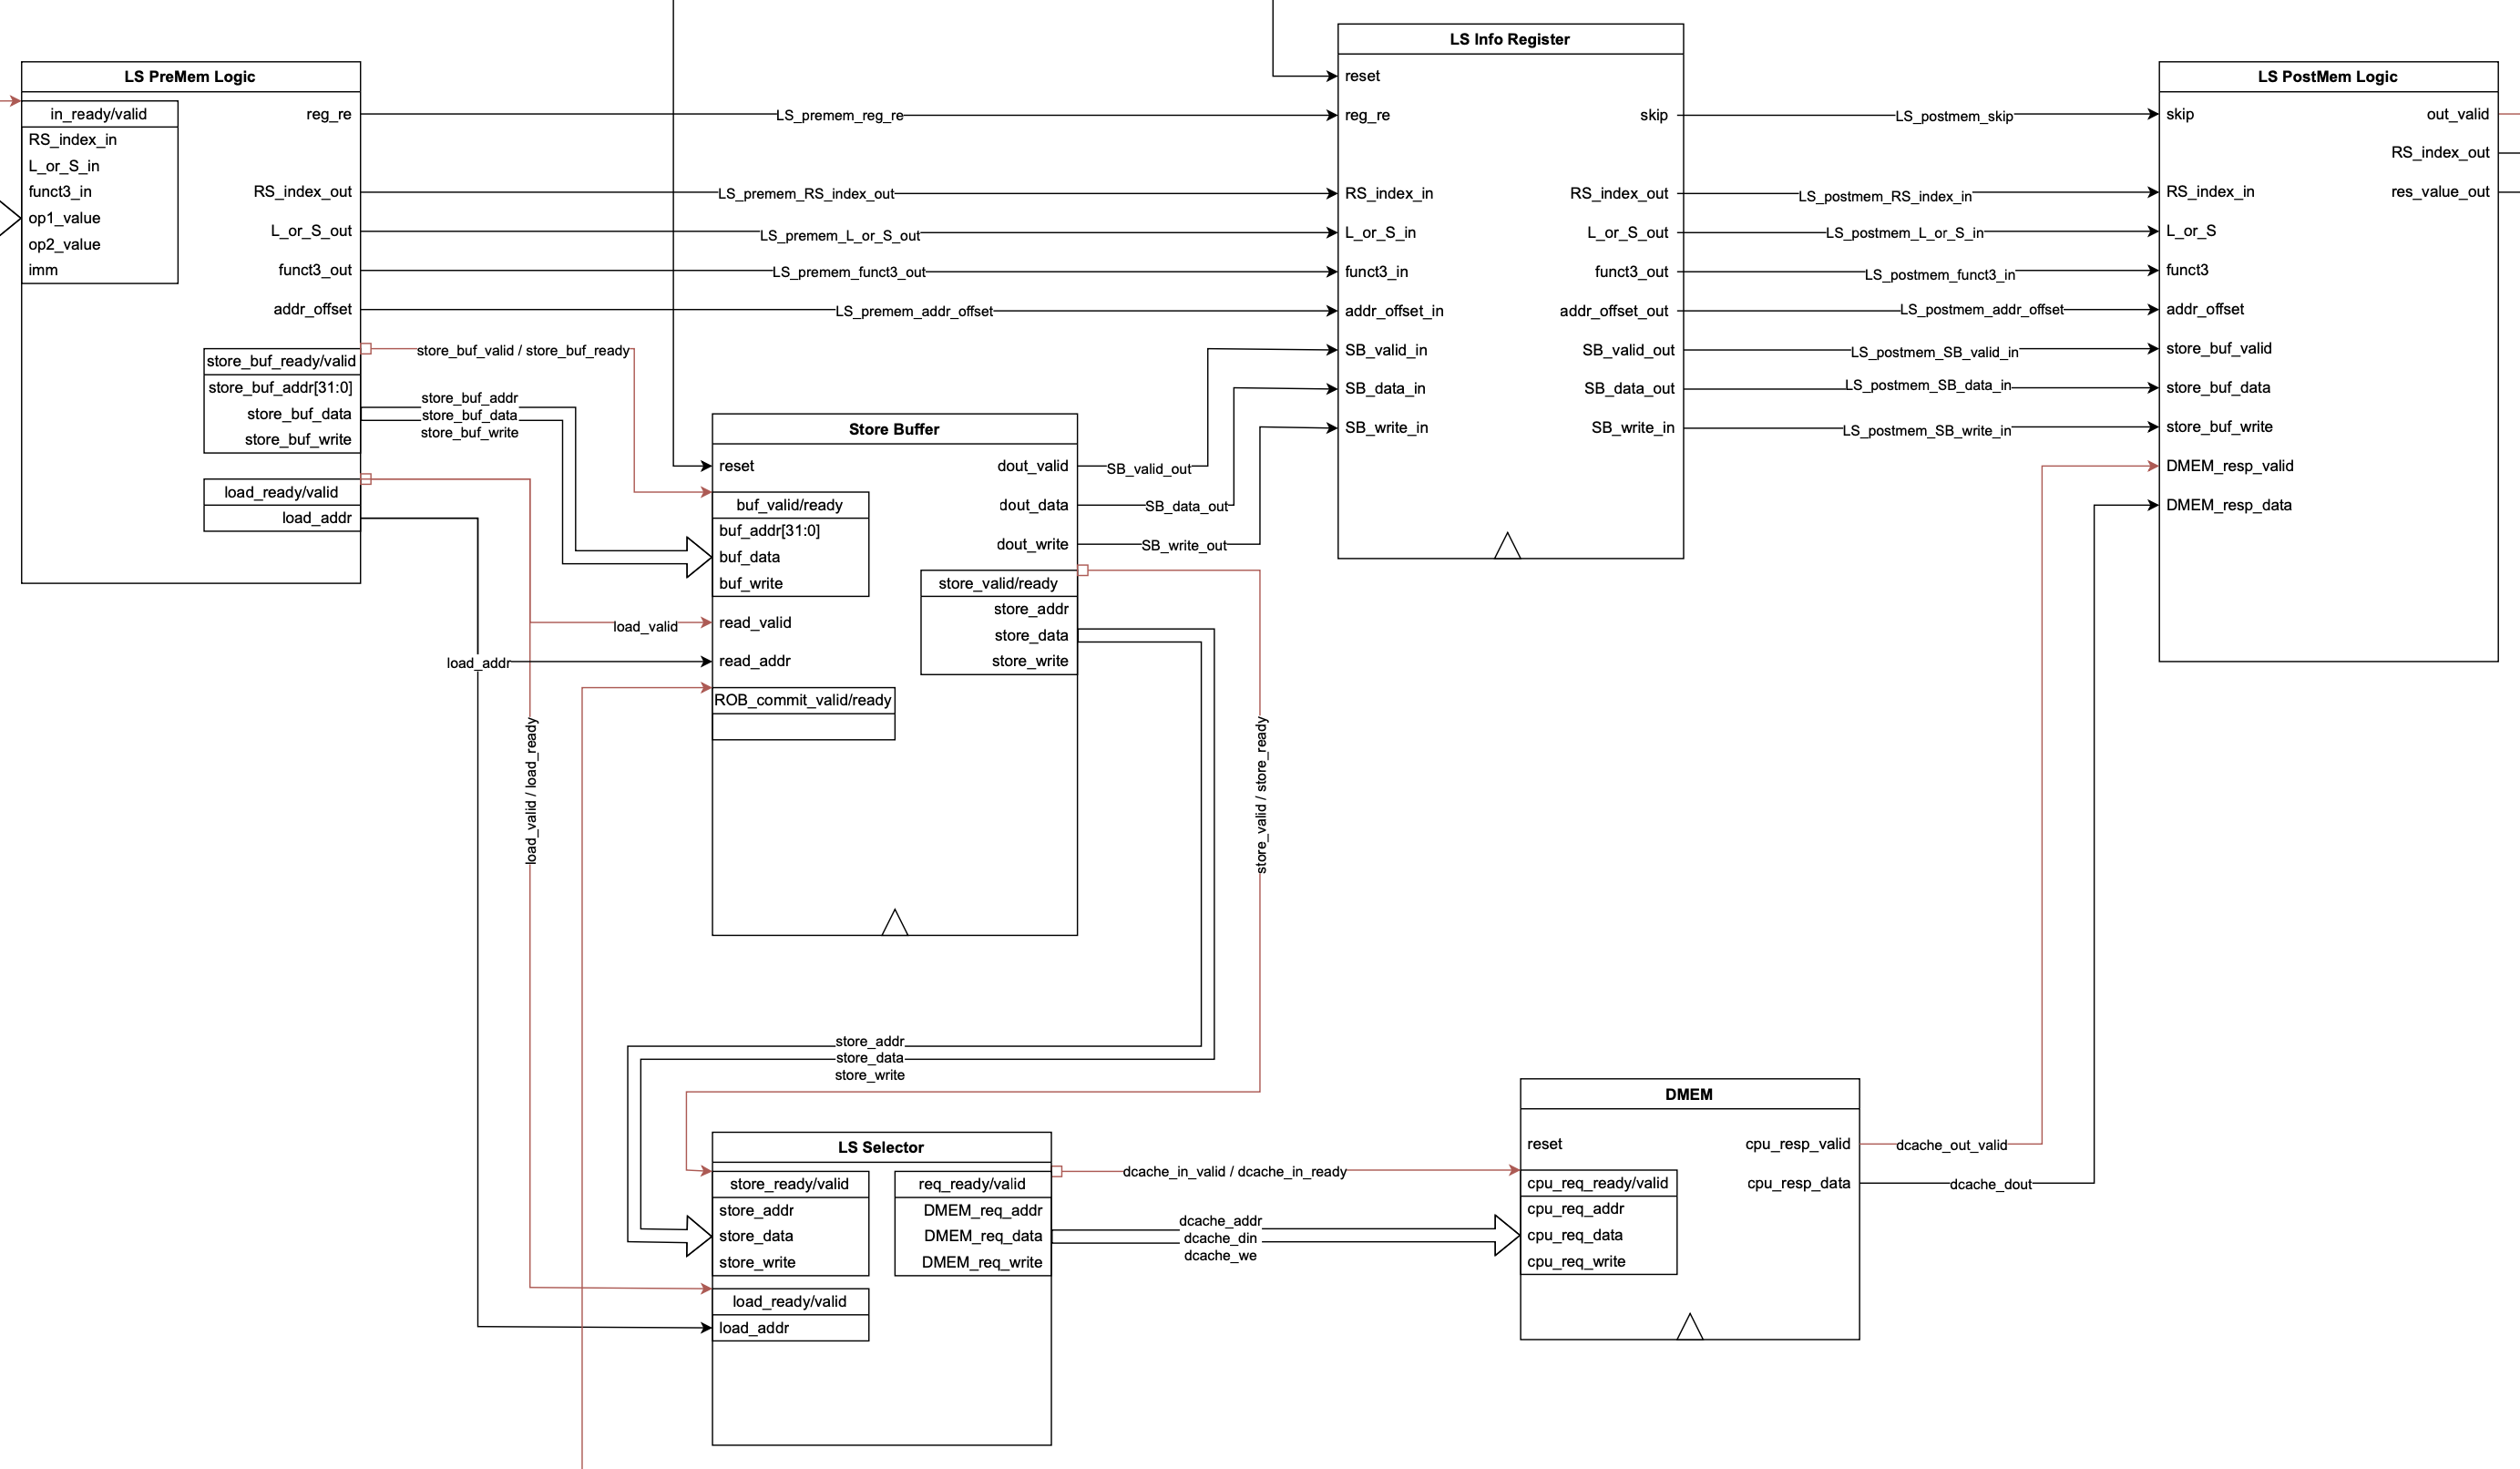 LS PreMem Logic
in_ready/valid
RS_index_in
L_or_S_in
funct3_in
op1_value
op2_value
imm
reg_re
RS_index_out
L_or_S_out
funct3_out
addr_offset
store_buf_ready/valid
store_buf_addr[31:0]
store_buf_data
store_buf_write
load_ready/valid
load_addr
LS_premem_reg_re
LS_premem_RS_index_out
LS_premem_L_or_S_out
LS_premem_funct3_out
LS_premem_addr_offset
store_buf_valid / store_buf_ready
store_buf_addr
store_buf_data
store_buf_write
load_valid
load_addr
load_valid / load_ready
Store Buffer
reset
buf_valid/ready
buf_addr[31:0]
buf_data
buf_write
read_valid
read_addr
ROB_commit_valid/ready
dout_valid
dout_data
dout_write
store_valid/ready
store_addr
store_data
store_write
SB_valid_out
SB_data_out
SB_write_out
store_valid / store_ready
LS Info Register
reset
reg_re
RS_index_in
L_or_S_in
funct3_in
addr_offset_in
SB_valid_in
SB_data_in
SB_write_in
skip
RS_index_out
L_or_S_out
funct3_out
addr_offset_out
SB_valid_out
SB_data_out
SB_write_in
LS_postmem_skip
LS_postmem_RS_index_in
LS_postmem_L_or_S_in
LS_postmem_funct3_in
LS_postmem_addr_offset
LS_postmem_SB_valid_in
LS_postmem_SB_data_in
LS_postmem_SB_write_in
LS PostMem Logic
skip
RS_index_in
L_or_S
funct3
addr_offset
store_buf_valid
store_buf_data
store_buf_write
DMEM_resp_valid
DMEM_resp_data
out_valid
RS_index_out
res_value_out
store_addr
store_data
store_write
LS Selector
store_ready/valid
store_addr
store_data
store_write
load_ready/valid
load_addr
req_ready/valid
DMEM_req_addr
DMEM_req_data
DMEM_req_write
dcache_in_valid / dcache_in_ready
dcache_addr
dcache_din
dcache_we
DMEM
reset
cpu_req_ready/valid
cpu_req_addr
cpu_req_data
cpu_req_write
cpu_resp_valid
cpu_resp_data
dcache_out_valid
dcache_dout